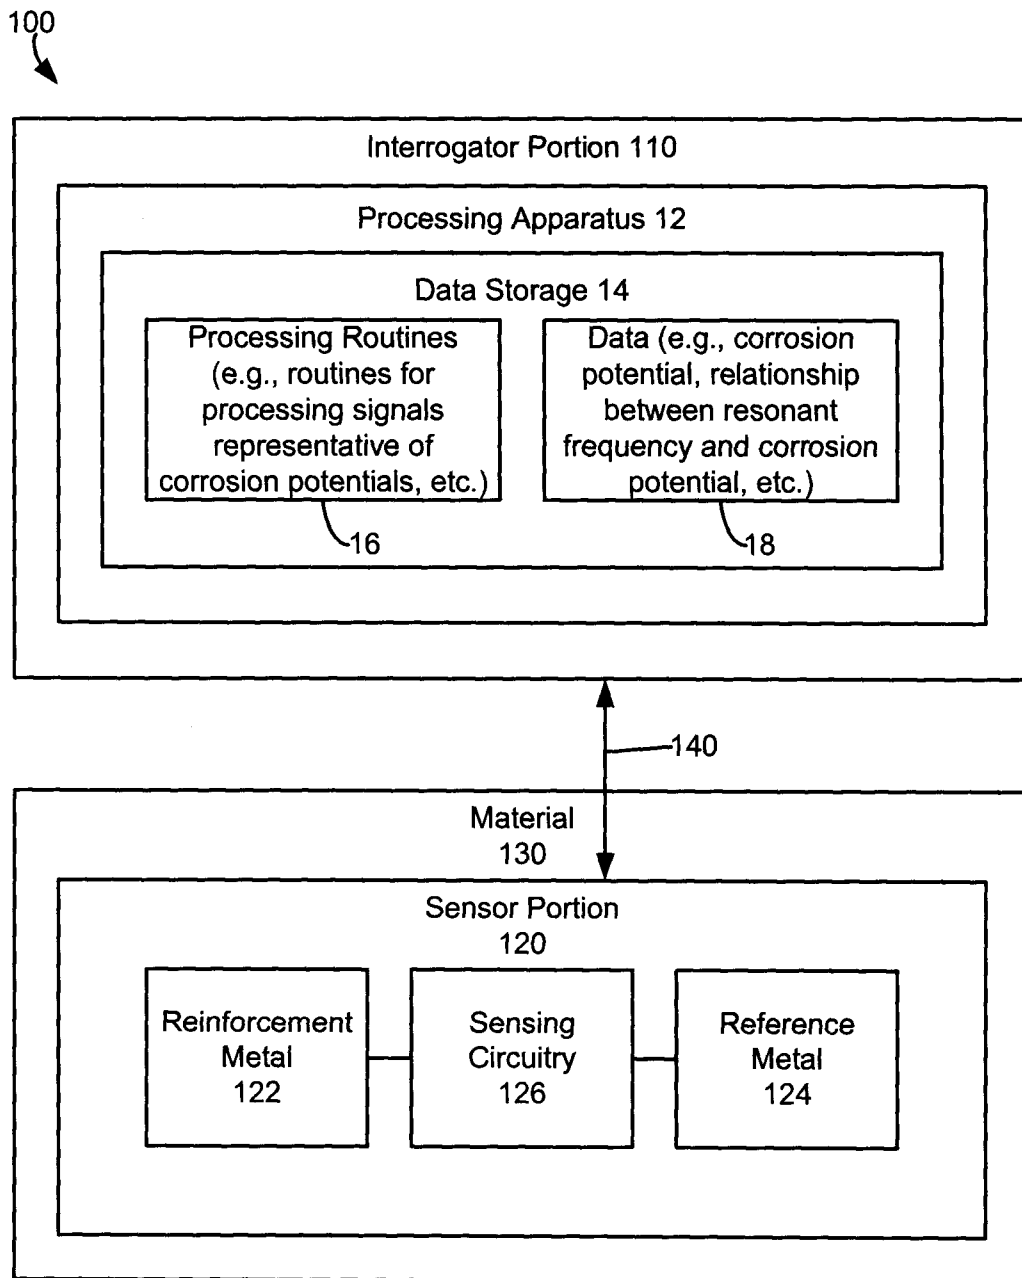 100
Interrogator Portion 110
Processing Apparatus 12
Data Storage 14
Processing Routines
(e.g., routines for
processing signals
representative of
corrosion potentials, etc.)
Data (e.g., corrosion
potential, relationship
between resonant
frequency and corrosion
potential, etc.)
16
18
140
Material
130
Sensor Portion
120
Reinforcement
Metal
122
Sensing
Circuitry
126
Reference
Metal
124